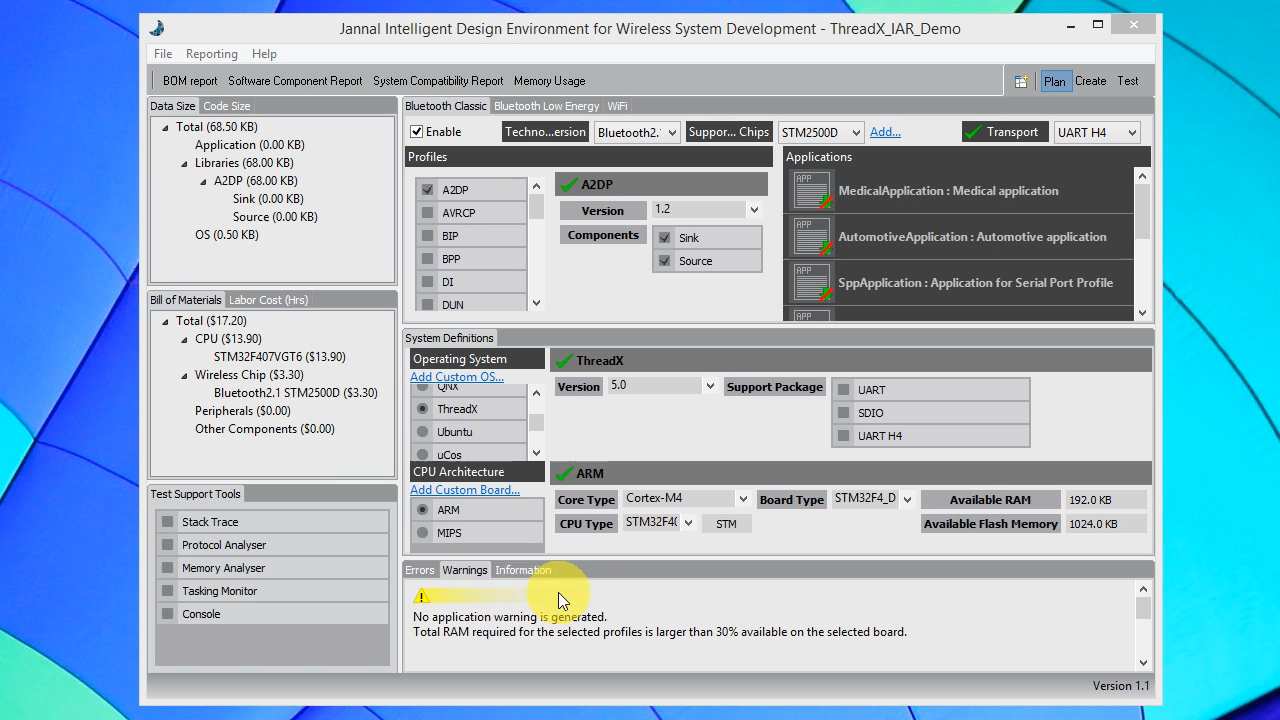 Jannal Intelligent Design Environment for Wireless System Development - ThreadX_IAR_Demo
File Reporting Help
BOM report Software Component Report System Compatibility Report Memory Usage
Plan Create Test
Data Size Code Size
Total (68.50 KB)
Application (0.00 KB)
Libraries (68.00 KB)
A2DP (68.00 KB)
Sink (0.00 KB)
Source (0.00 KB)
OS (0.50 KB)
Bill of Materials Labor Cost (Hrs)
Total ($17.20)
CPU ($13.90)
STM32F407VGT6 ($13.90)
Wireless Chip ($3.30)
Bluetooth2.1 STM2500D ($3.30)
Peripherals ($0.00)
Other Components ($0.00)
Test Support Tools
Stack Trace
Protocol Analyser
Memory Analyser
Tasking Monitor
Console
Bluetooth Classic Bluetooth Low Energy WiFi
Enable Techno...ersion Bluetooth2. Suppor... Chips STM2500D Add... Transport UART H4
Profiles
A2DP
AVRCP
BIP
BPP
DI
DUN
A2DP
Version 1.2
Components Sink
Source
Applications
APP MedicalApplication : Medical application
APP AutomotiveApplication : Automotive application
APP SppApplication : Application for Serial Port Profile
APP
System Definitions
Operating System
Add Custom OS...
QNX
ThreadX
Ubuntu
uCos
ThreadX
Version 5.0 Support Package UART
SDIO
UART H4
CPU Architecture
Add Custom Board...
ARM
MIPS
ARM
Core Type Cortex-M4 Board Type STM32F4_D Available RAM 192.0 KB
CPU Type STM32F4( STM Available Flash Memory 1024.0 KB
Errors Warnings Information
No application warning is generated.
Total RAM required for the selected profiles is larger than 30% available on the selected board.
Version 1.1